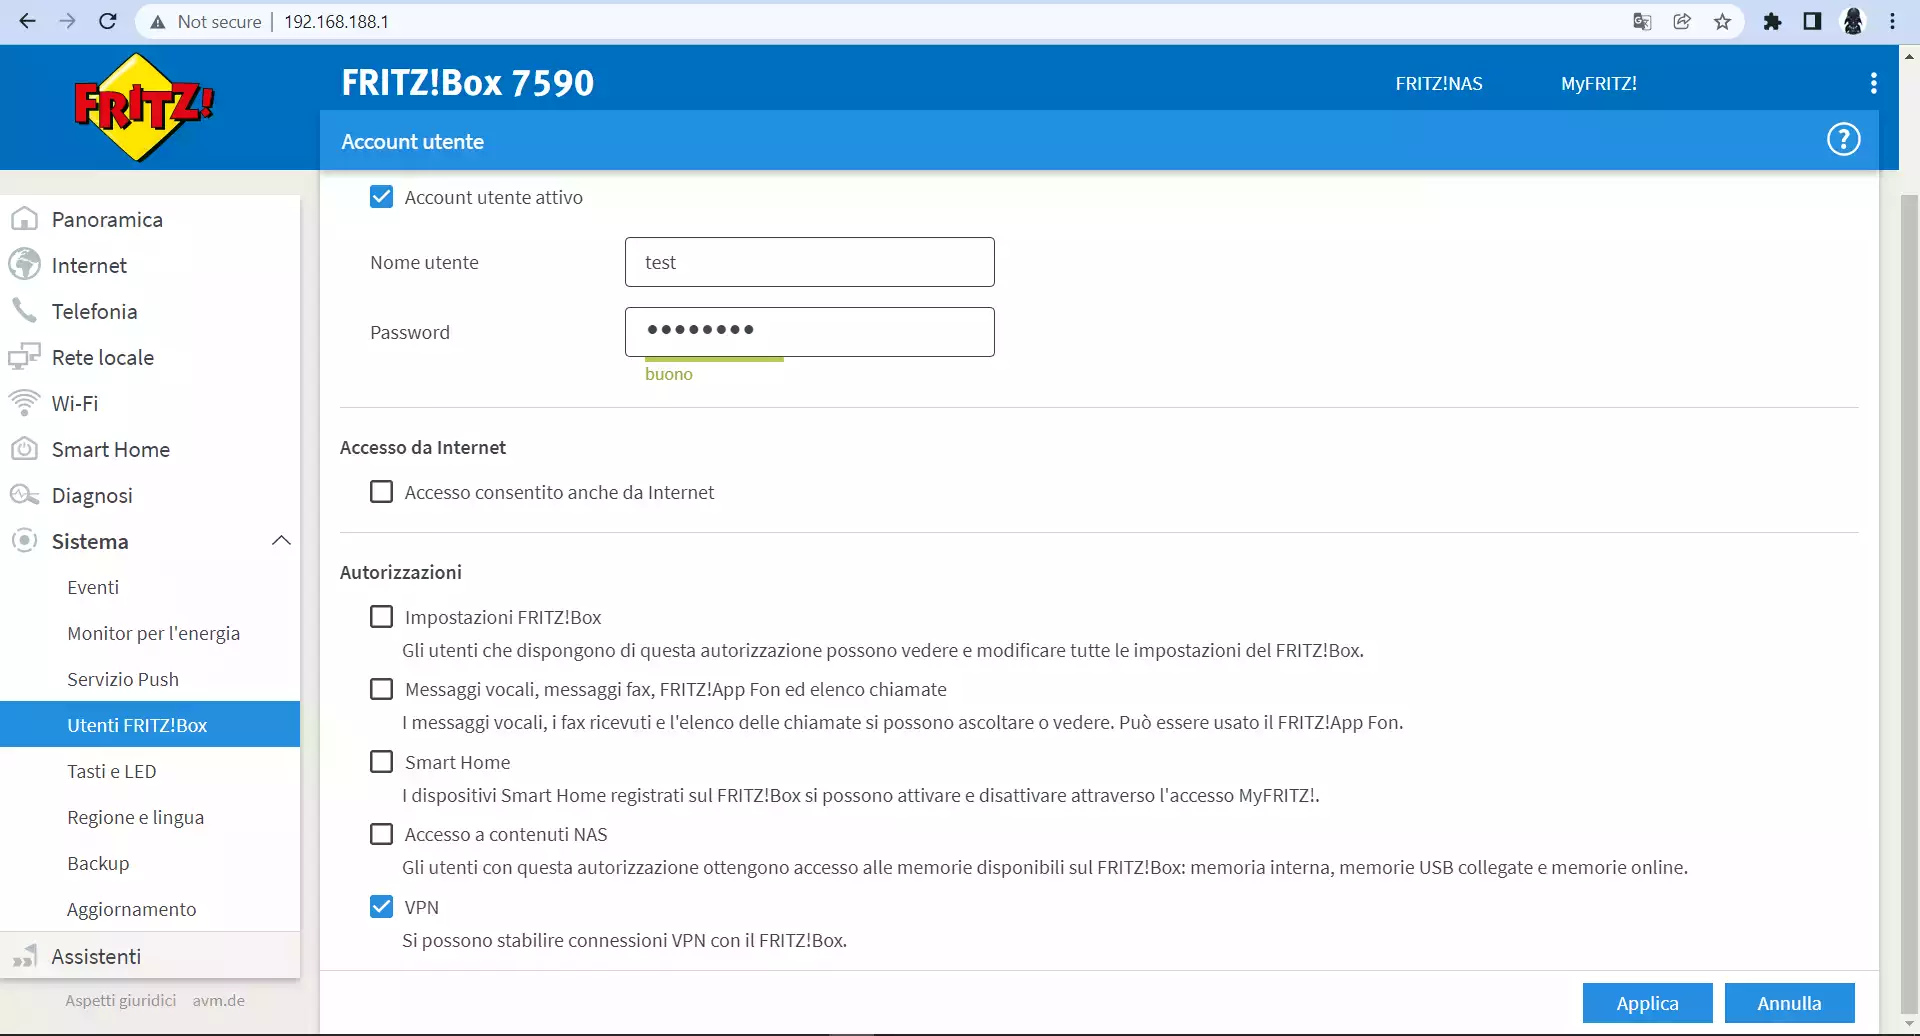 Not secure | 192.168.188.1
FRITZ!
FRITZ!Box 7590
FRITZ!NAS
MyFRITZ!
Account utente
Panoramica
Internet
Telefonia
Rete locale
Wi-Fi
Smart Home
Diagnosi
Sistema
Eventi
Monitor per l'energia
Servizio Push
Utenti FRITZ!Box
Tasti e LED
Regione e lingua
Backup
Aggiornamento
Assistenti
Aspetti giuridici avm.de
Account utente attivo
Nome utente test
Password ••••••••
buono
Accesso da Internet
Accesso consentito anche da Internet
Autorizzazioni
Impostazioni FRITZ!Box
Gli utenti che dispongono di questa autorizzazione possono vedere e modificare tutte le impostazioni del FRITZ!Box.
Messaggi vocali, messaggi fax, FRITZ!App Fon ed elenco chiamate
I messaggi vocali, i fax ricevuti e l'elenco delle chiamate si possono ascoltare o vedere. Può essere usato il FRITZ!App Fon.
Smart Home
I dispositivi Smart Home registrati sul FRITZ!Box si possono attivare e disattivare attraverso l'accesso MyFRITZ!.
Accesso a contenuti NAS
Gli utenti con questa autorizzazione ottengono accesso alle memorie disponibili sul FRITZ!Box: memoria interna, memorie USB collegate e memorie online.
VPN
Si possono stabilire connessioni VPN con il FRITZ!Box.
Applica
Annulla